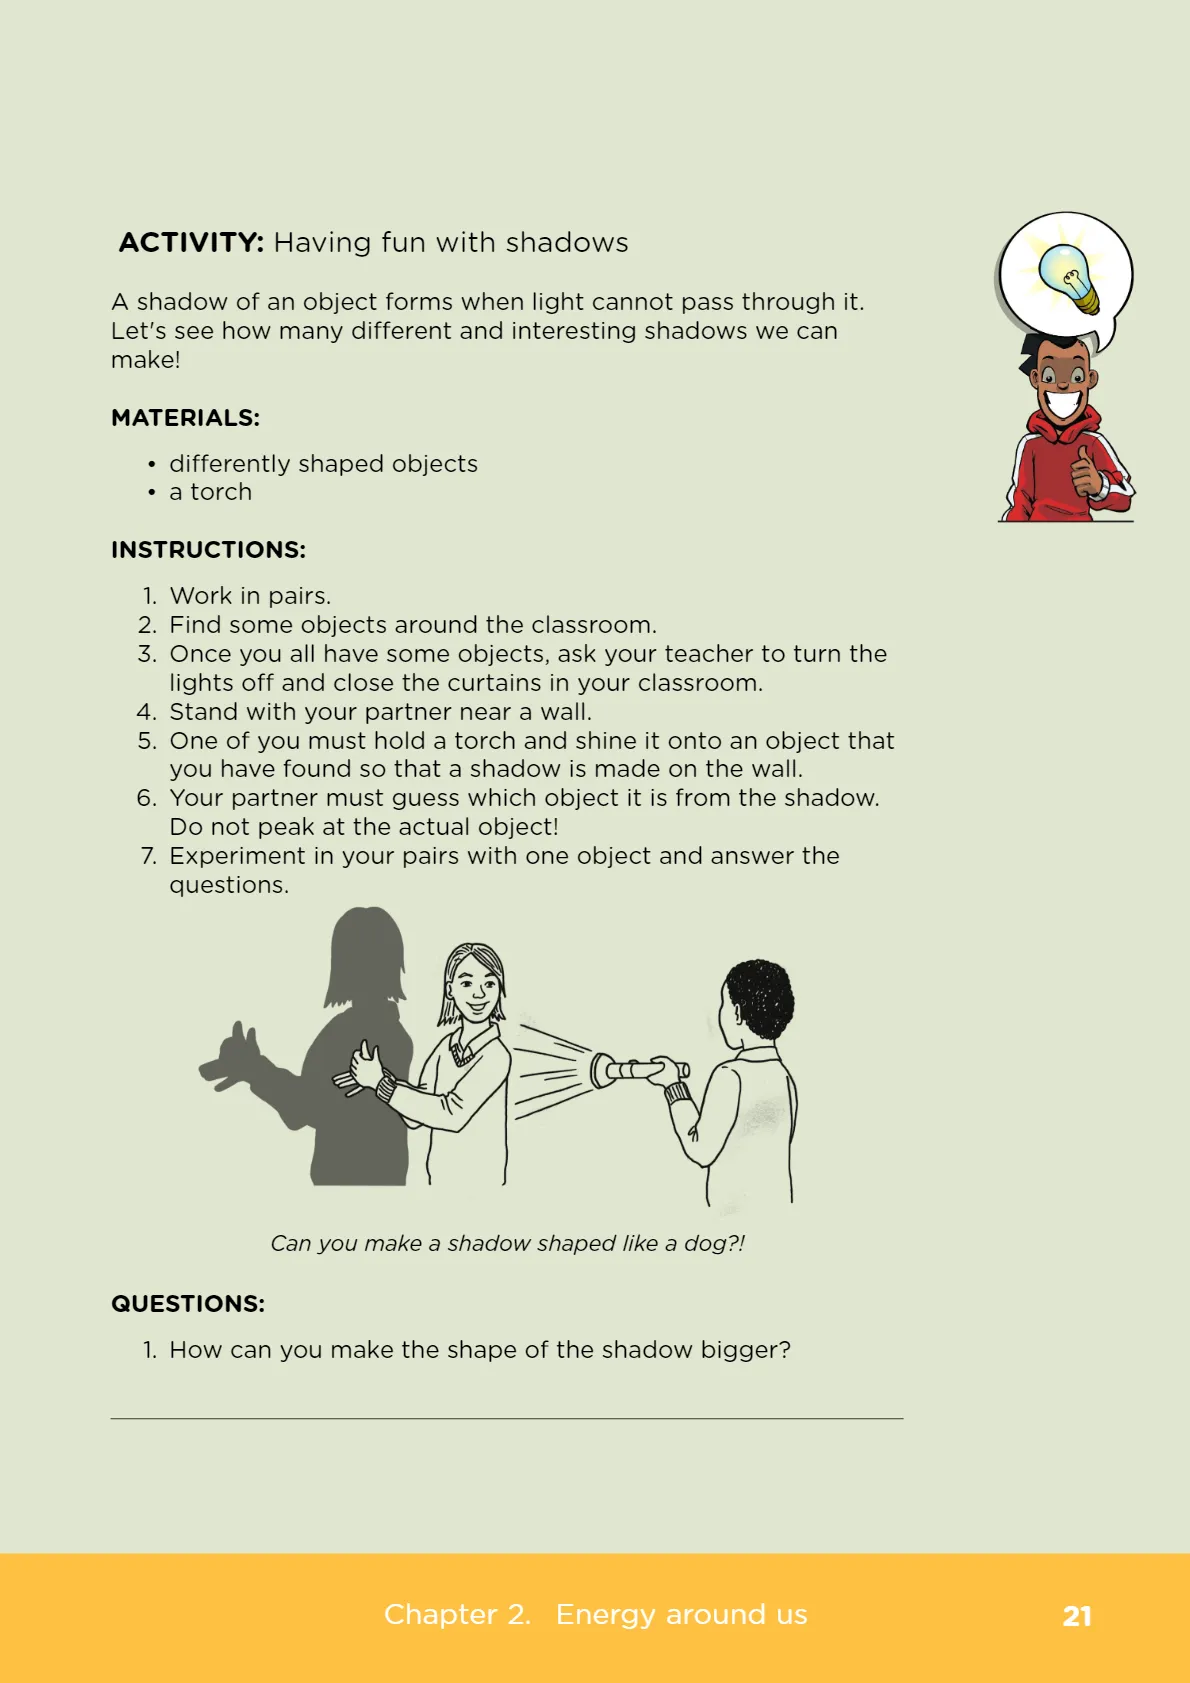 ACTIVITY: Having fun with shadows
A shadow of an object forms when light cannot pass through it.
Let's see how many different and interesting shadows we can
make!
MATERIALS:
• differently shaped objects
• a torch
INSTRUCTIONS:
1. Work in pairs.
2. Find some objects around the classroom.
3. Once you all have some objects, ask your teacher to turn the
lights off and close the curtains in your classroom.
4. Stand with your partner near a wall.
5. One of you must hold a torch and shine it onto an object that
you have found so that a shadow is made on the wall.
6. Your partner must guess which object it is from the shadow.
Do not peak at the actual object!
7. Experiment in your pairs with one object and answer the
questions.
Can you make a shadow shaped like a dog?!
QUESTIONS:
1. How can you make the shape of the shadow bigger?
Chapter 2. Energy around us 21